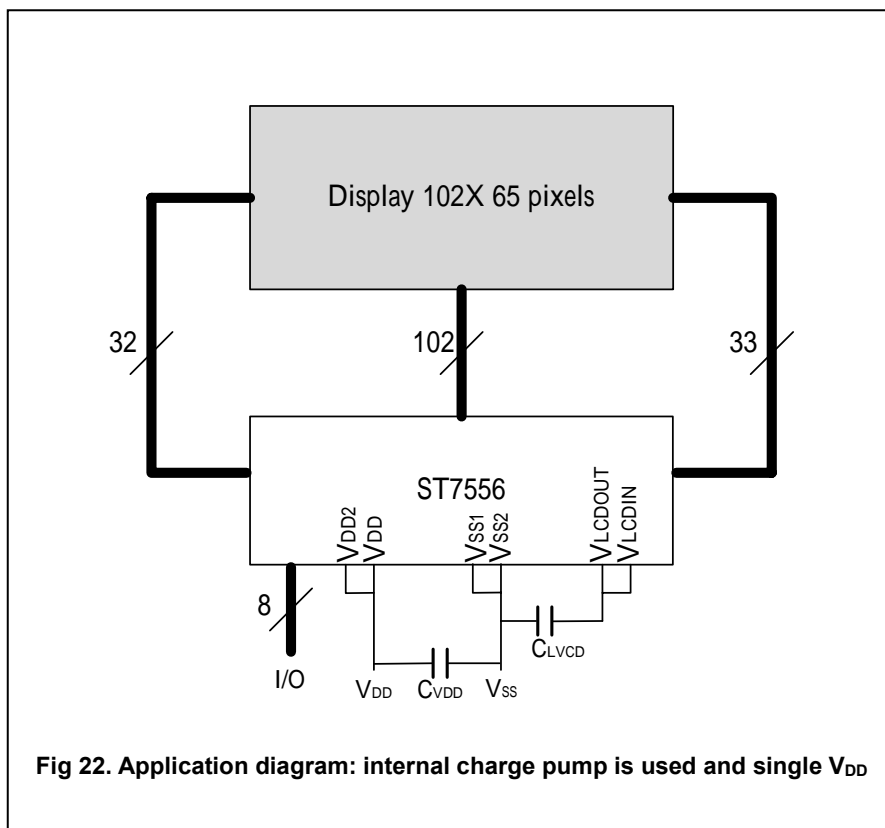 Display 102X 65 pixels
32
102
33
ST7556
VDD2
VDD
VSS1
VSS2
VLCDOUT
VLCDIN
8
I/O
VDD
CVDD
VSS
CLVCD
Fig 22. Application diagram: internal charge pump is used and single VDD